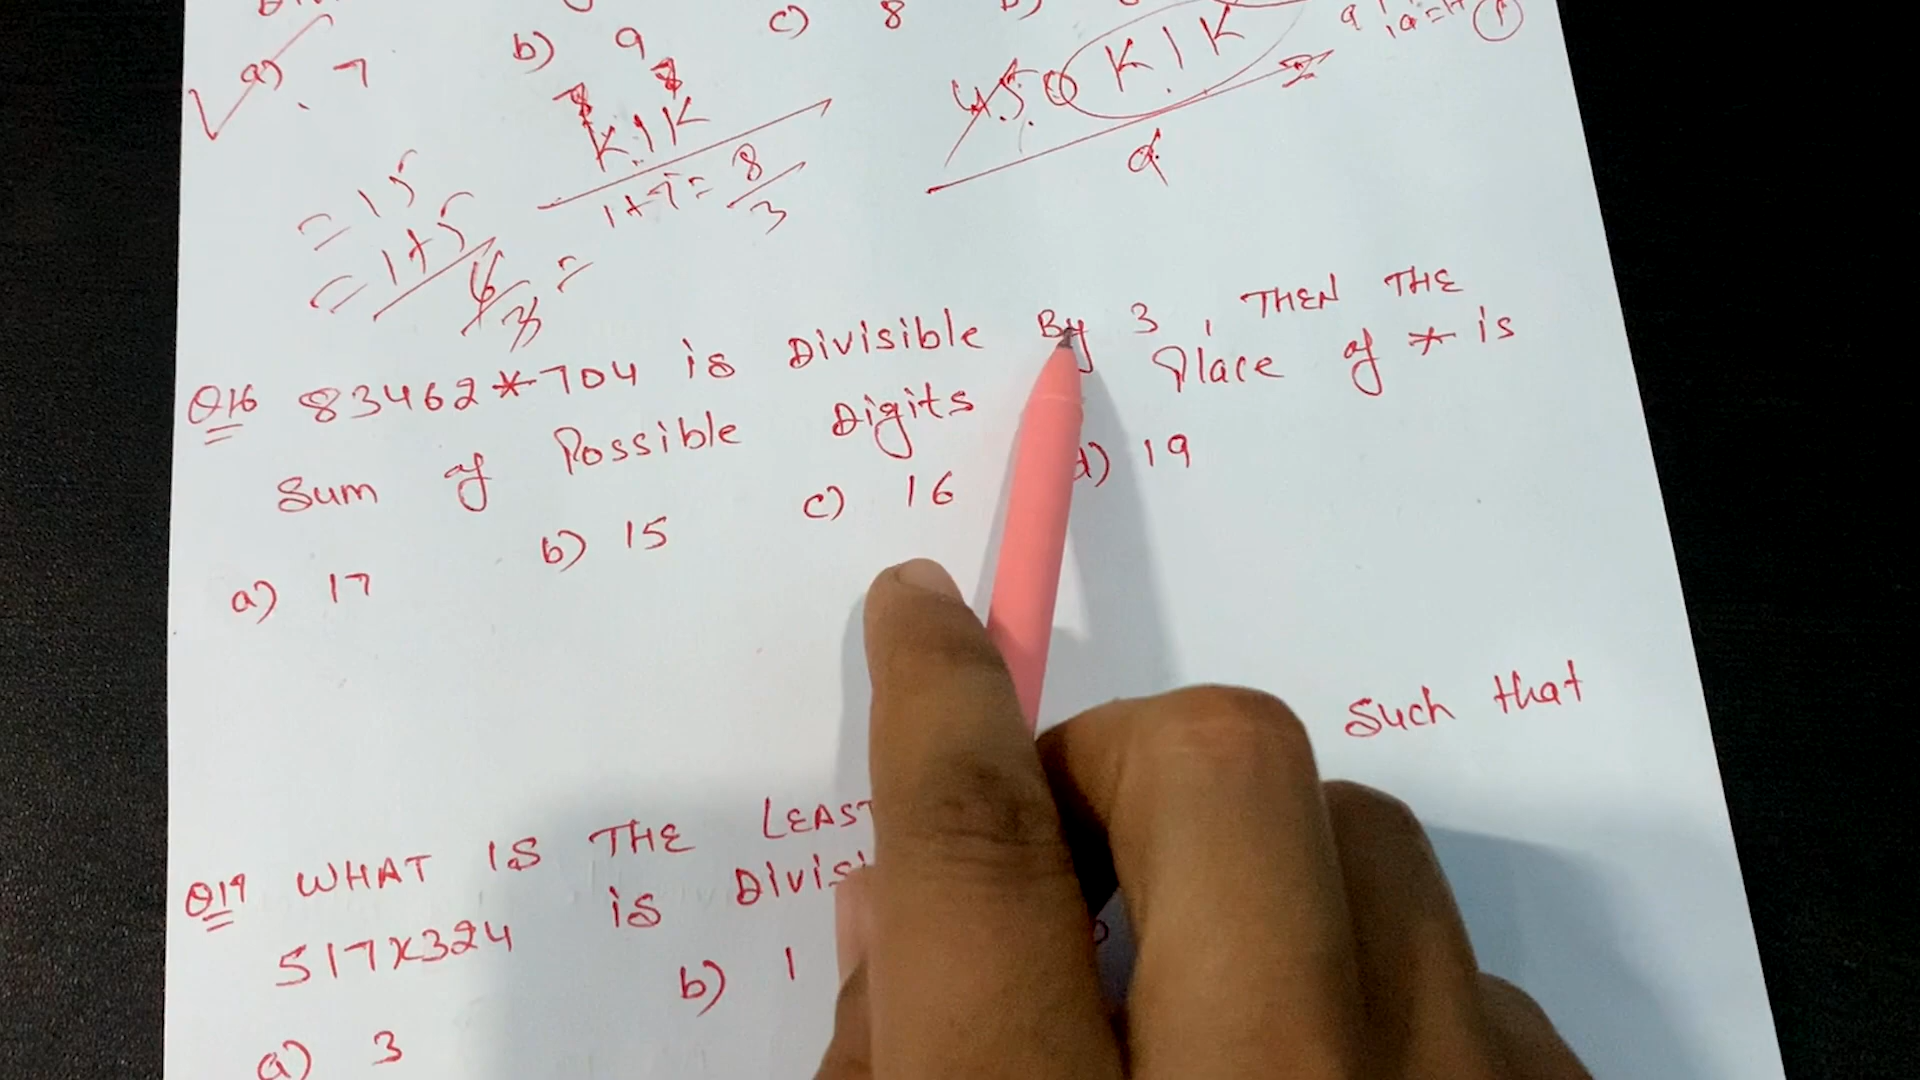 a) 7 b) 9 c) 8
K1K
K1K
= 15
1+7= 8/3
= 1+5
6/3 =
Q16 83462*704 is Divisible By 3, THEN THE
Sum of Possible Digits Place of * is
a) 17 b) 15 c) 16 d) 19
Q17 WHAT IS THE LEAST Such that
517x324 is
a) 3 b) 1